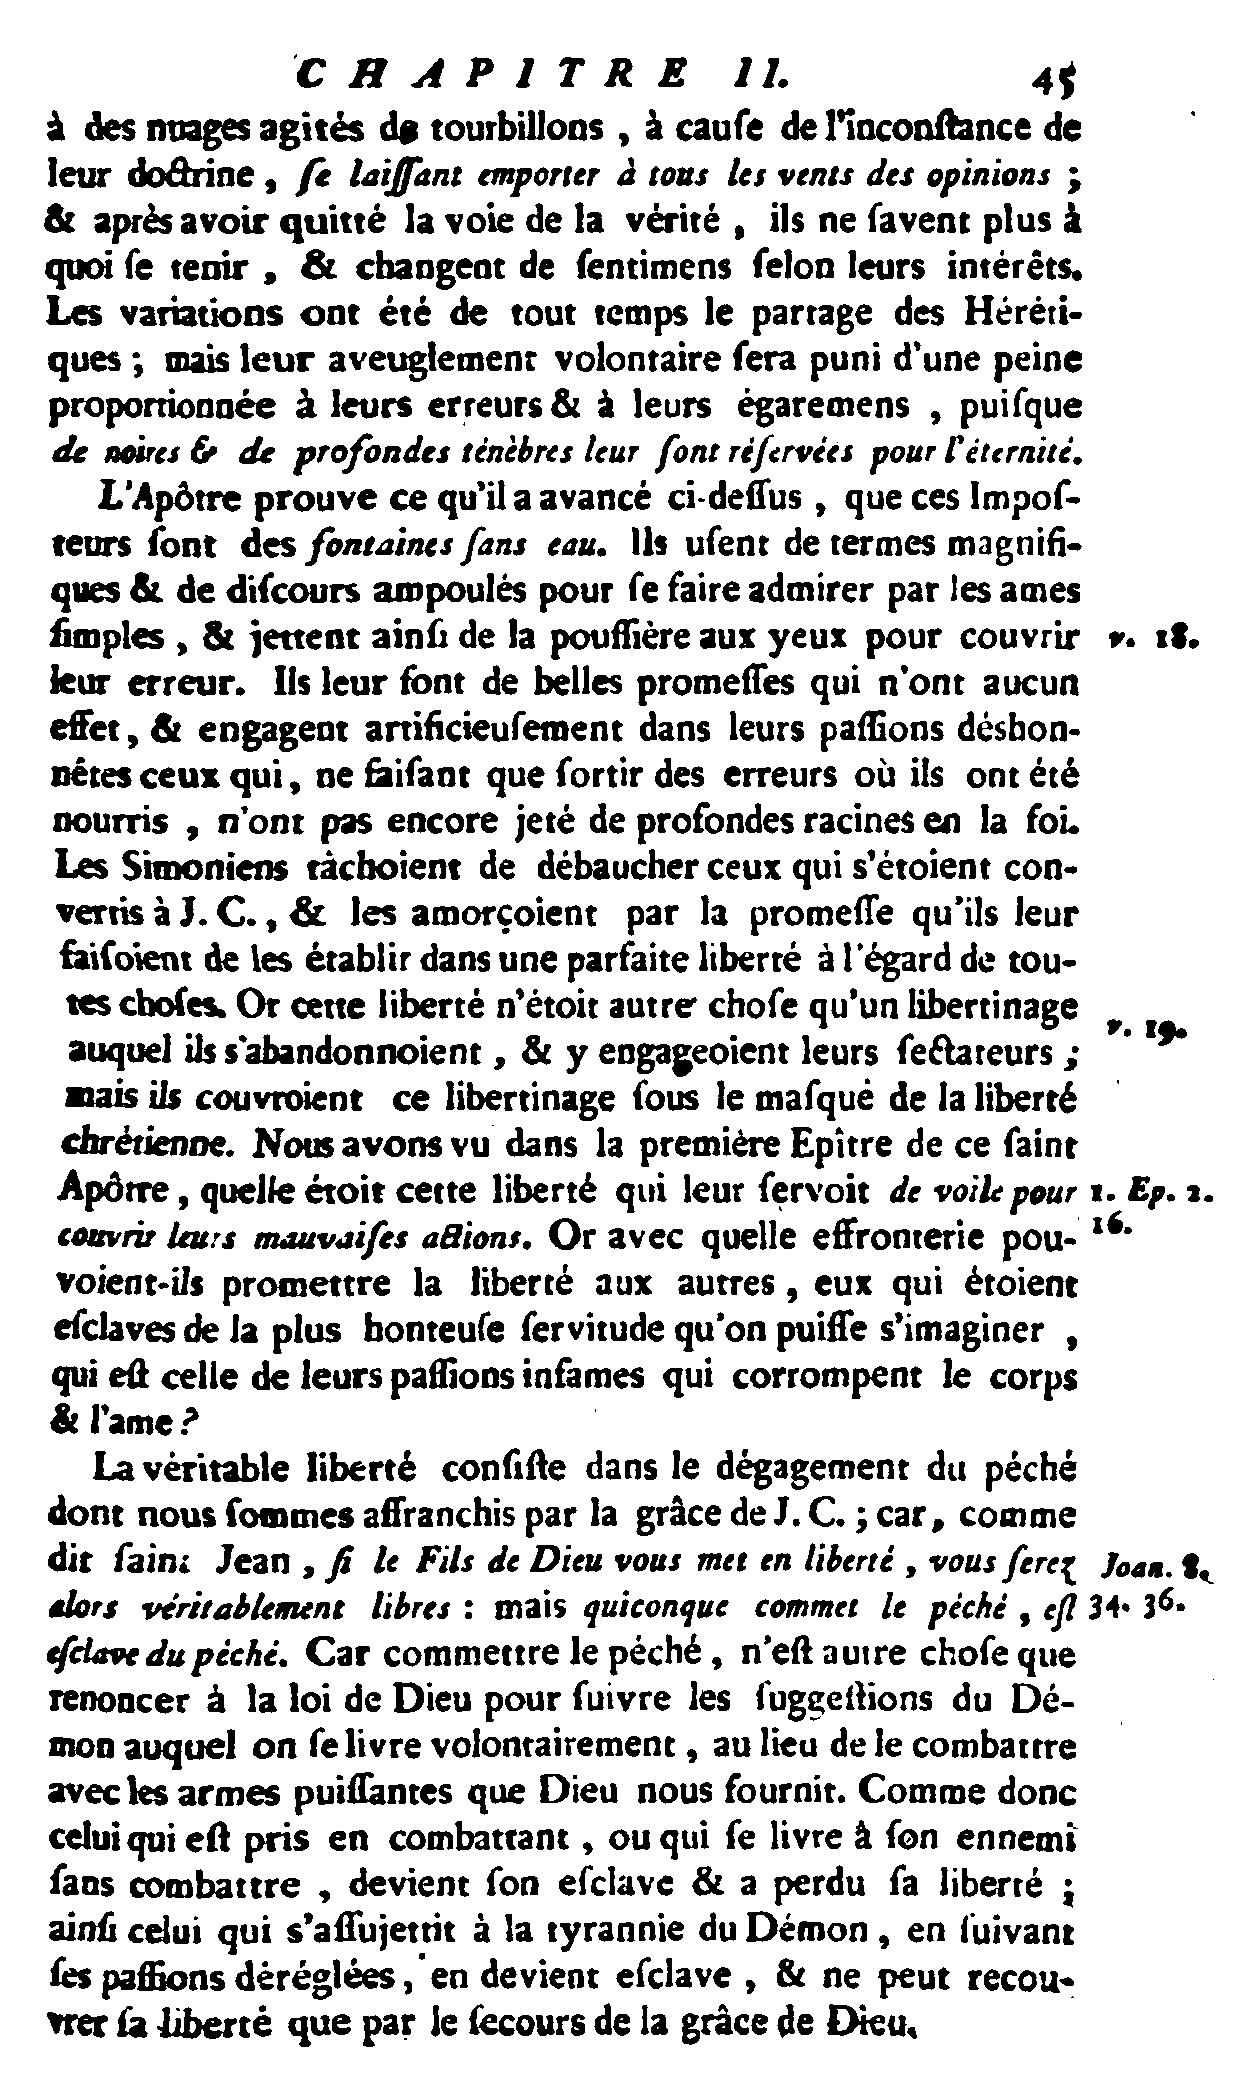 CHAPITRE II. 45
à des nuages agités de tourbillons, à cauſe de l'inconſtance de
leur doctrine, ſe laiſſant emporter à tous les vents des opinions ;
& après avoir quitté la voie de la vérité, ils ne ſavent plus à
quoi ſe tenir, & changent de ſentimens ſelon leurs intérêts.
Les variations ont été de tout temps le partage des Héréti-
ques ; mais leur aveuglement volontaire ſera puni d'une peine
proportionnée à leurs erreurs & à leurs égaremens, puiſque
de noires & de profondes ténèbres leur ſont réſervées pour l'éternité.
L'Apôtre prouve ce qu'il a avancé ci-deſſus, que ces Impoſ-
teurs ſont des fontaines ſans eau. Ils uſent de termes magnifi-
ques & de diſcours ampoulés pour ſe faire admirer par les ames
ſimples, & jettent ainſi de la pouſſière aux yeux pour couvrir v. 18.
leur erreur. Ils leur font de belles promeſſes qui n'ont aucun
effet, & engagent artificieuſement dans leurs paſſions déshon-
nêtes ceux qui, ne faiſant que ſortir des erreurs où ils ont été
nourris, n'ont pas encore jeté de profondes racines en la foi.
Les Simoniens tâchoient de débaucher ceux qui s'étoient con-
vertis à J. C., & les amorçoient par la promeſſe qu'ils leur
faiſoient de les établir dans une parfaite liberté à l'égard de tou-
tes choſes. Or cette liberté n'étoit autre choſe qu'un libertinage
auquel ils s'abandonnoient, & y engageoient leurs ſectateurs ; v. 19.
mais ils couvroient ce libertinage ſous le maſque de la liberté
chrétienne. Nous avons vu dans la première Epître de ce ſaint
Apôtre, quelle étoit cette liberté qui leur ſervoit de voile pour 1. Ep. 2.
couvrir leurs mauvaiſes actions. Or avec quelle effronterie pou- 16.
voient-ils promettre la liberté aux autres, eux qui étoient
eſclaves de la plus honteuſe ſervitude qu'on puiſſe s'imaginer,
qui eſt celle de leurs paſſions infames qui corrompent le corps
& l'ame ?
La véritable liberté conſiſte dans le dégagement du péché
dont nous ſommes affranchis par la grâce de J. C. ; car, comme
dit ſaint Jean, ſi le Fils de Dieu vous met en liberté, vous ſerez Joan. 8.
alors véritablement libres : mais quiconque commet le péché, eſt 34. 36.
eſclave du péché. Car commettre le péché, n'eſt autre choſe que
renoncer à la loi de Dieu pour ſuivre les ſuggeſtions du Dé-
mon auquel on ſe livre volontairement, au lieu de le combattre
avec les armes puiſſantes que Dieu nous fournit. Comme donc
celui qui eſt pris en combattant, ou qui ſe livre à ſon ennemi
ſans combattre, devient ſon eſclave & a perdu ſa liberté ;
ainſi celui qui s'aſſujettit à la tyrannie du Démon, en ſuivant
ſes paſſions déréglées, en devient eſclave, & ne peut recou-
vrer ſa liberté que par le ſecours de la grâce de Dieu.